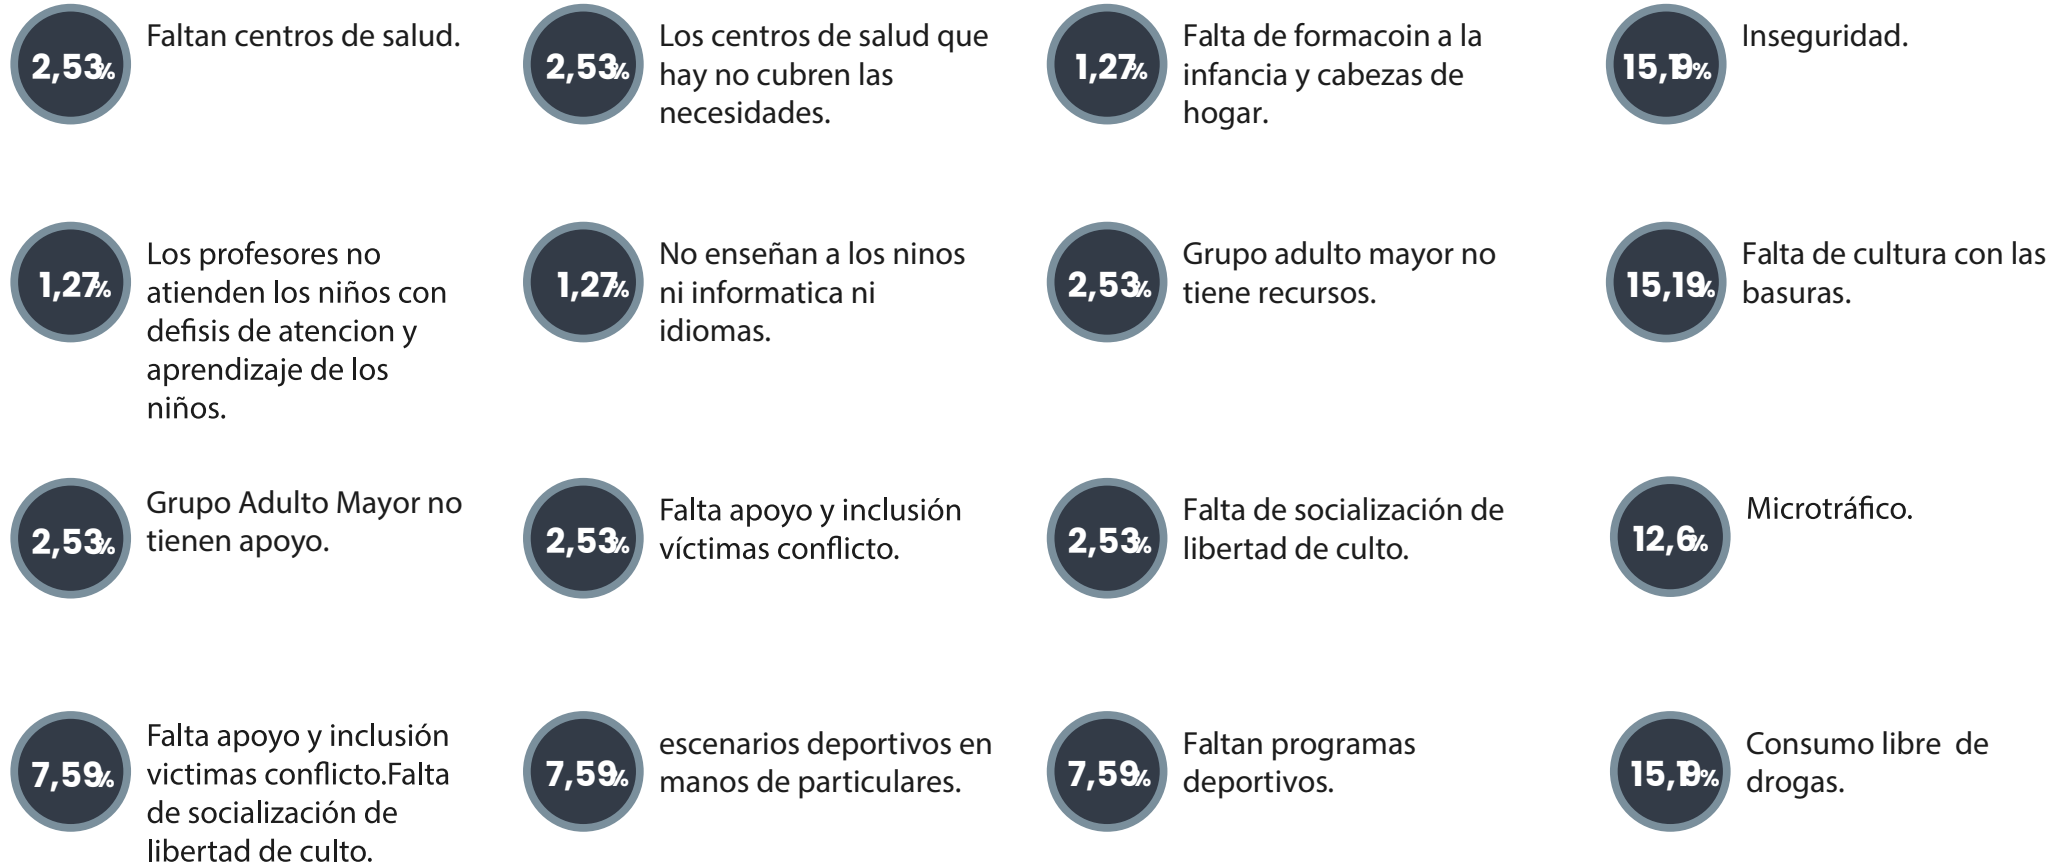 2,53%
Faltan centros de salud.
2,53%
Los centros de salud que
hay no cubren las
necesidades.
1,27%
Falta de formacoin a la
infancia y cabezas de
hogar.
15,19%
Inseguridad.
1,27%
Los profesores no
atienden los niños con
defisis de atencion y
aprendizaje de los
niños.
1,27%
No enseñan a los ninos
ni informatica ni
idiomas.
2,53%
Grupo adulto mayor no
tiene recursos.
15,19%
Falta de cultura con las
basuras.
2,53%
Grupo Adulto Mayor no
tienen apoyo.
2,53%
Falta apoyo y inclusión
víctimas conflicto.
2,53%
Falta de socialización de
libertad de culto.
12,6%
Microtráfico.
7,59%
Falta apoyo y inclusión
victimas conflicto.Falta
de socialización de
libertad de culto.
7,59%
escenarios deportivos en
manos de particulares.
7,59%
Faltan programas
deportivos.
15,19%
Consumo libre  de
drogas.